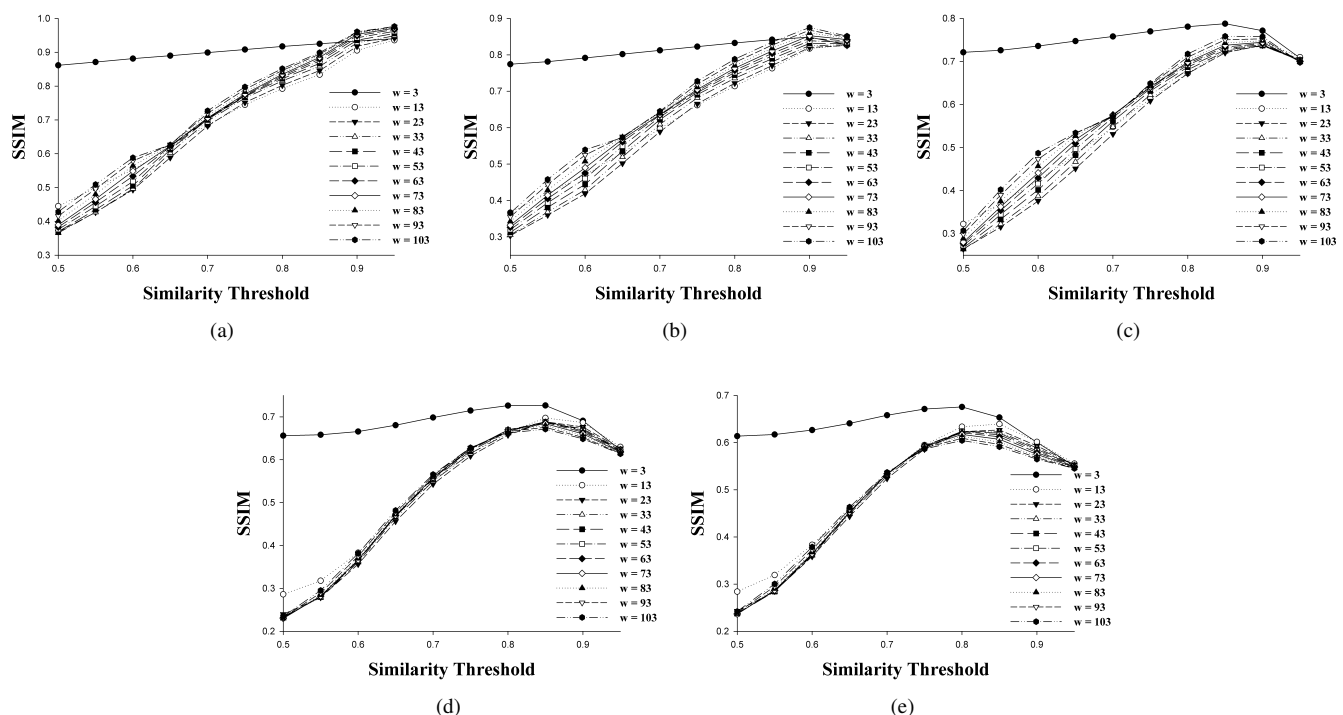 1.0
0.9
0.8
0.7
0.6
0.5
0.4
0.3
SSIM
0.5 0.6 0.7 0.8 0.9
Similarity Threshold
w = 3
w = 13
w = 23
w = 33
w = 43
w = 53
w = 63
w = 73
w = 83
w = 93
w = 103
(a)
0.9
0.8
0.7
0.6
0.5
0.4
0.3
SSIM
0.5 0.6 0.7 0.8 0.9
Similarity Threshold
w = 3
w = 13
w = 23
w = 33
w = 43
w = 53
w = 63
w = 73
w = 83
w = 93
w = 103
(b)
0.8
0.7
0.6
0.5
0.4
0.3
SSIM
0.5 0.6 0.7 0.8 0.9
Similarity Threshold
w = 3
w = 13
w = 23
w = 33
w = 43
w = 53
w = 63
w = 73
w = 83
w = 93
w = 103
(c)
0.7
0.6
0.5
0.4
0.3
0.2
SSIM
0.5 0.6 0.7 0.8 0.9
Similarity Threshold
w = 3
w = 13
w = 23
w = 33
w = 43
w = 53
w = 63
w = 73
w = 83
w = 93
w = 103
(d)
0.7
0.6
0.5
0.4
0.3
0.2
SSIM
0.5 0.6 0.7 0.8 0.9
Similarity Threshold
w = 3
w = 13
w = 23
w = 33
w = 43
w = 53
w = 63
w = 73
w = 83
w = 93
w = 103
(e)